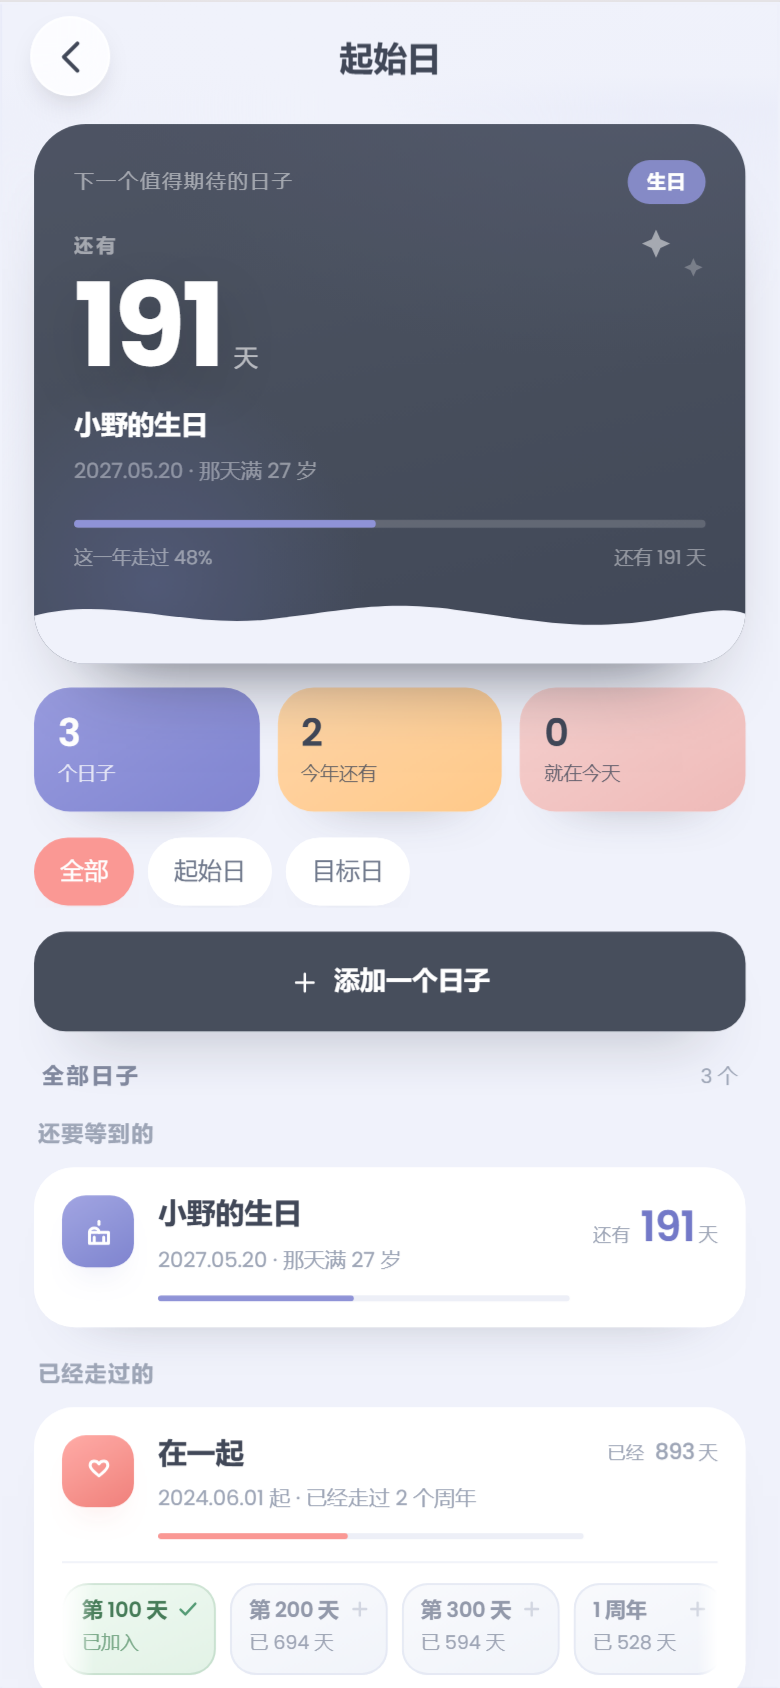 起始日
下一个值得期待的日子
生日
还有
191 天
小野的生日
2027.05.20 · 那天满 27 岁
这一年走过 48%
还有 191 天
3
个日子
2
今年还有
0
就在今天
全部
起始日
目标日
+ 添加一个日子
全部日子
3 个
还要等到的
小野的生日
还有 191 天
2027.05.20 · 那天满 27 岁
已经走过的
在一起
已经 893 天
2024.06.01 起 · 已经走过 2 个周年
第 100 天 ✓
已加入
第 200 天 +
已 694 天
第 300 天 +
已 594 天
1 周年 +
已 528 天